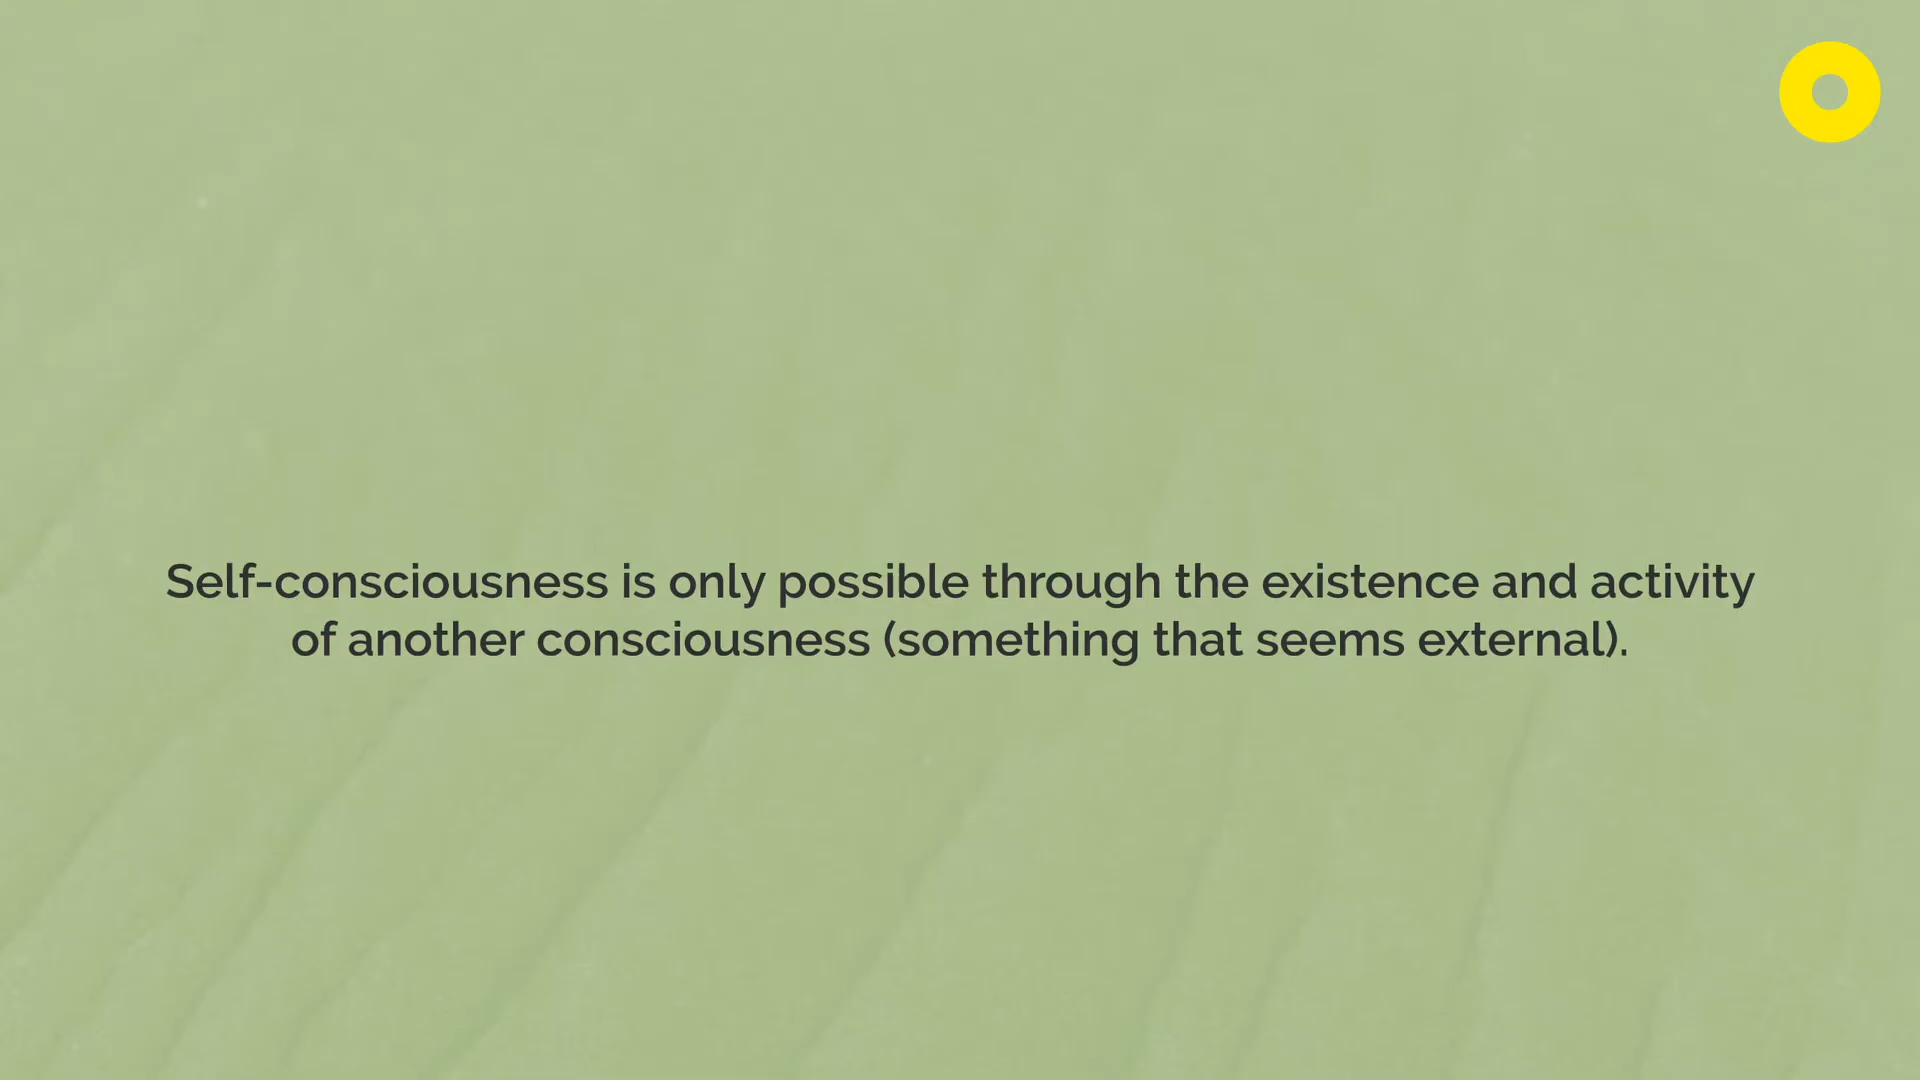 Self-consciousness is only possible through the existence and activity
of another consciousness (something that seems external).